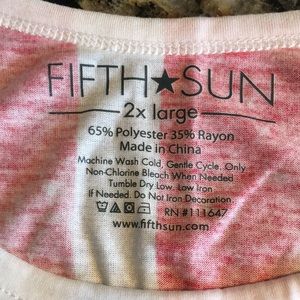 FIFTH★SUN
2x large
65% Polyester 35% Rayon
Made in China
Machine Wash Cold, Gentle Cycle. Only
Non-Chlorine Bleach When Needed
Tumble Dry Low. Low Iron
If Needed. Do Not Iron Decoration.
RN #111647
www.fifthsun.com